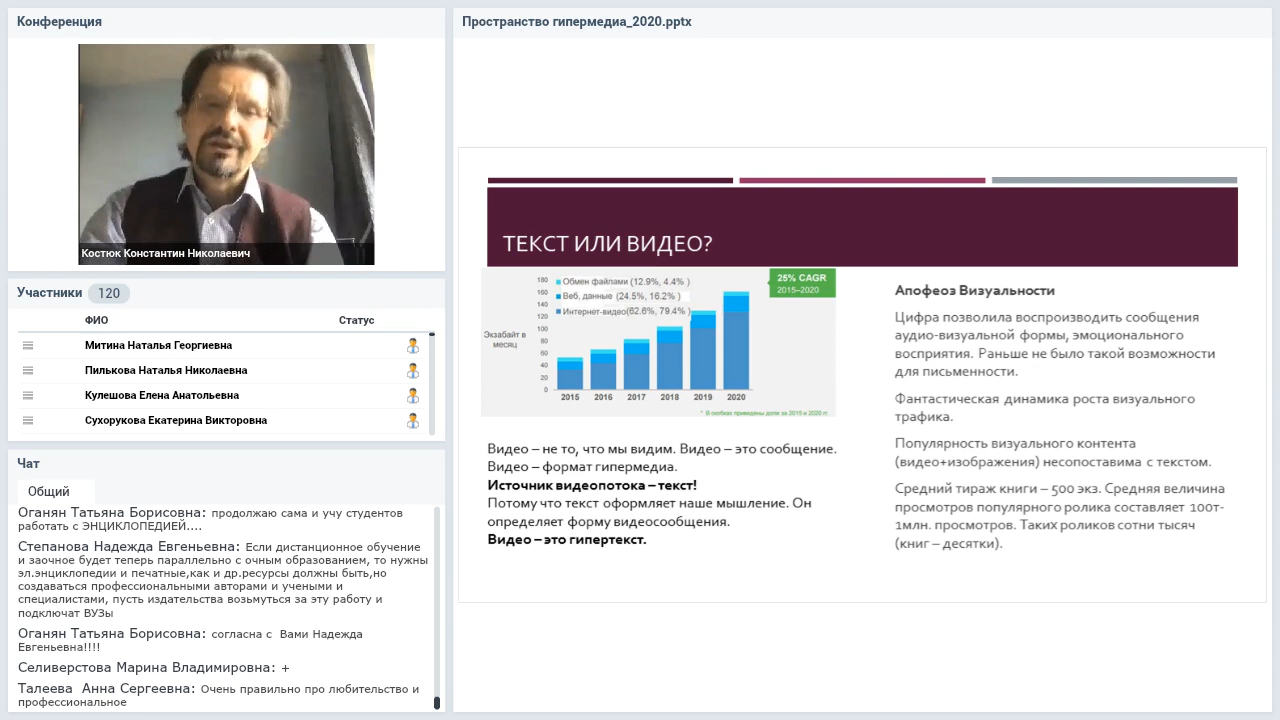 Конференция
Костюк Константин Николаевич
Участники 120
ФИО Статус
Митина Наталья Георгиевна
Пилькова Наталья Николаевна
Кулешова Елена Анатольевна
Сухорукова Екатерина Викторовна
Чат
Общий
Оганян Татьяна Борисовна: продолжаю сама и учу студентов
работать с ЭНЦИКЛОПЕДИЕЙ....
Степанова Надежда Евгеньевна: Если дистанционное обучение
и заочное будет теперь параллельно с очным образованием, то нужны
эл.энциклопедии и печатные,как и др.ресурсы должны быть,но
создаваться профессиональными авторами и учеными и
специалистами, пусть издательства возьмуться за эту работу и
подключат ВУЗы
Оганян Татьяна Борисовна: согласна с Вами Надежда
Евгеньевна!!!!
Селиверстова Марина Владимировна: +
Талеева Анна Сергеевна: Очень правильно про любительство и
профессиональное
Пространство гипермедиа_2020.pptx
ТЕКСТ ИЛИ ВИДЕО?
Экзабайт в
месяц
180
160
140
120
100
80
60
40
20
0
Обмен файлами (12.9%, 4.4% )
Веб, данные (24.5%, 16.2% )
Интернет-видео(62.6%, 79.4% )
25% CAGR
2015–2020
2015 2016 2017 2018 2019 2020
* В скобках приведены доли за 2015 и 2020 гг.
Видео – не то, что мы видим. Видео – это сообщение.
Видео – формат гипермедиа.
Источник видеопотока – текст!
Потому что текст оформляет наше мышление. Он
определяет форму видеосообщения.
Видео – это гипертекст.
Апофеоз Визуальности
Цифра позволила воспроизводить сообщения
аудио-визуальной формы, эмоционального
восприятия. Раньше не было такой возможности
для письменности.
Фантастическая динамика роста визуального
трафика.
Популярность визуального контента
(видео+изображения) несопоставима с текстом.
Средний тираж книги – 500 экз. Средняя величина
просмотров популярного ролика составляет 100т-
1млн. просмотров. Таких роликов сотни тысяч
(книг – десятки).